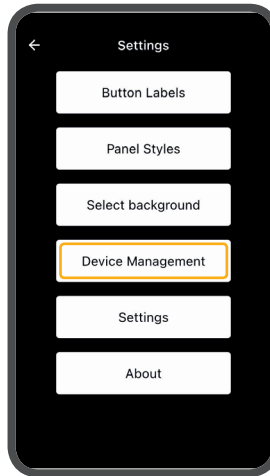 Settings
Button Labels
Panel Styles
Select background
Device Management
Settings
About